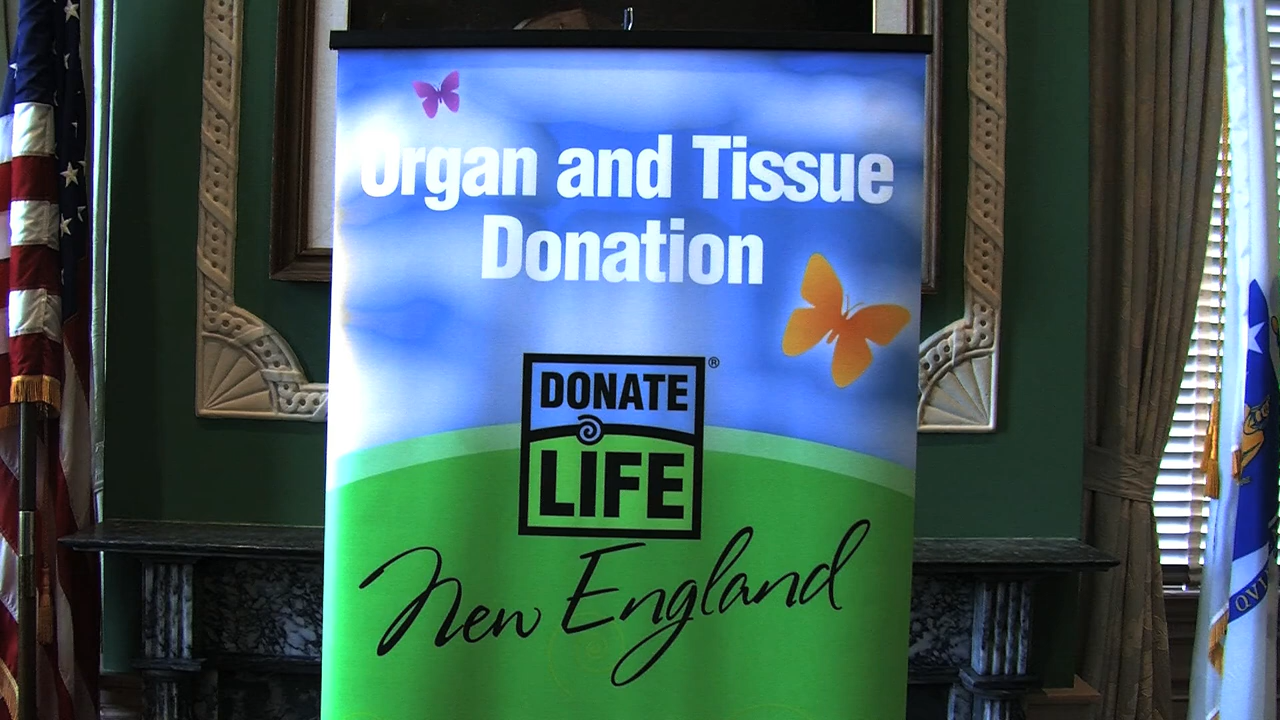 Organ and Tissue
Donation
DONATE
LiFE
®
New England